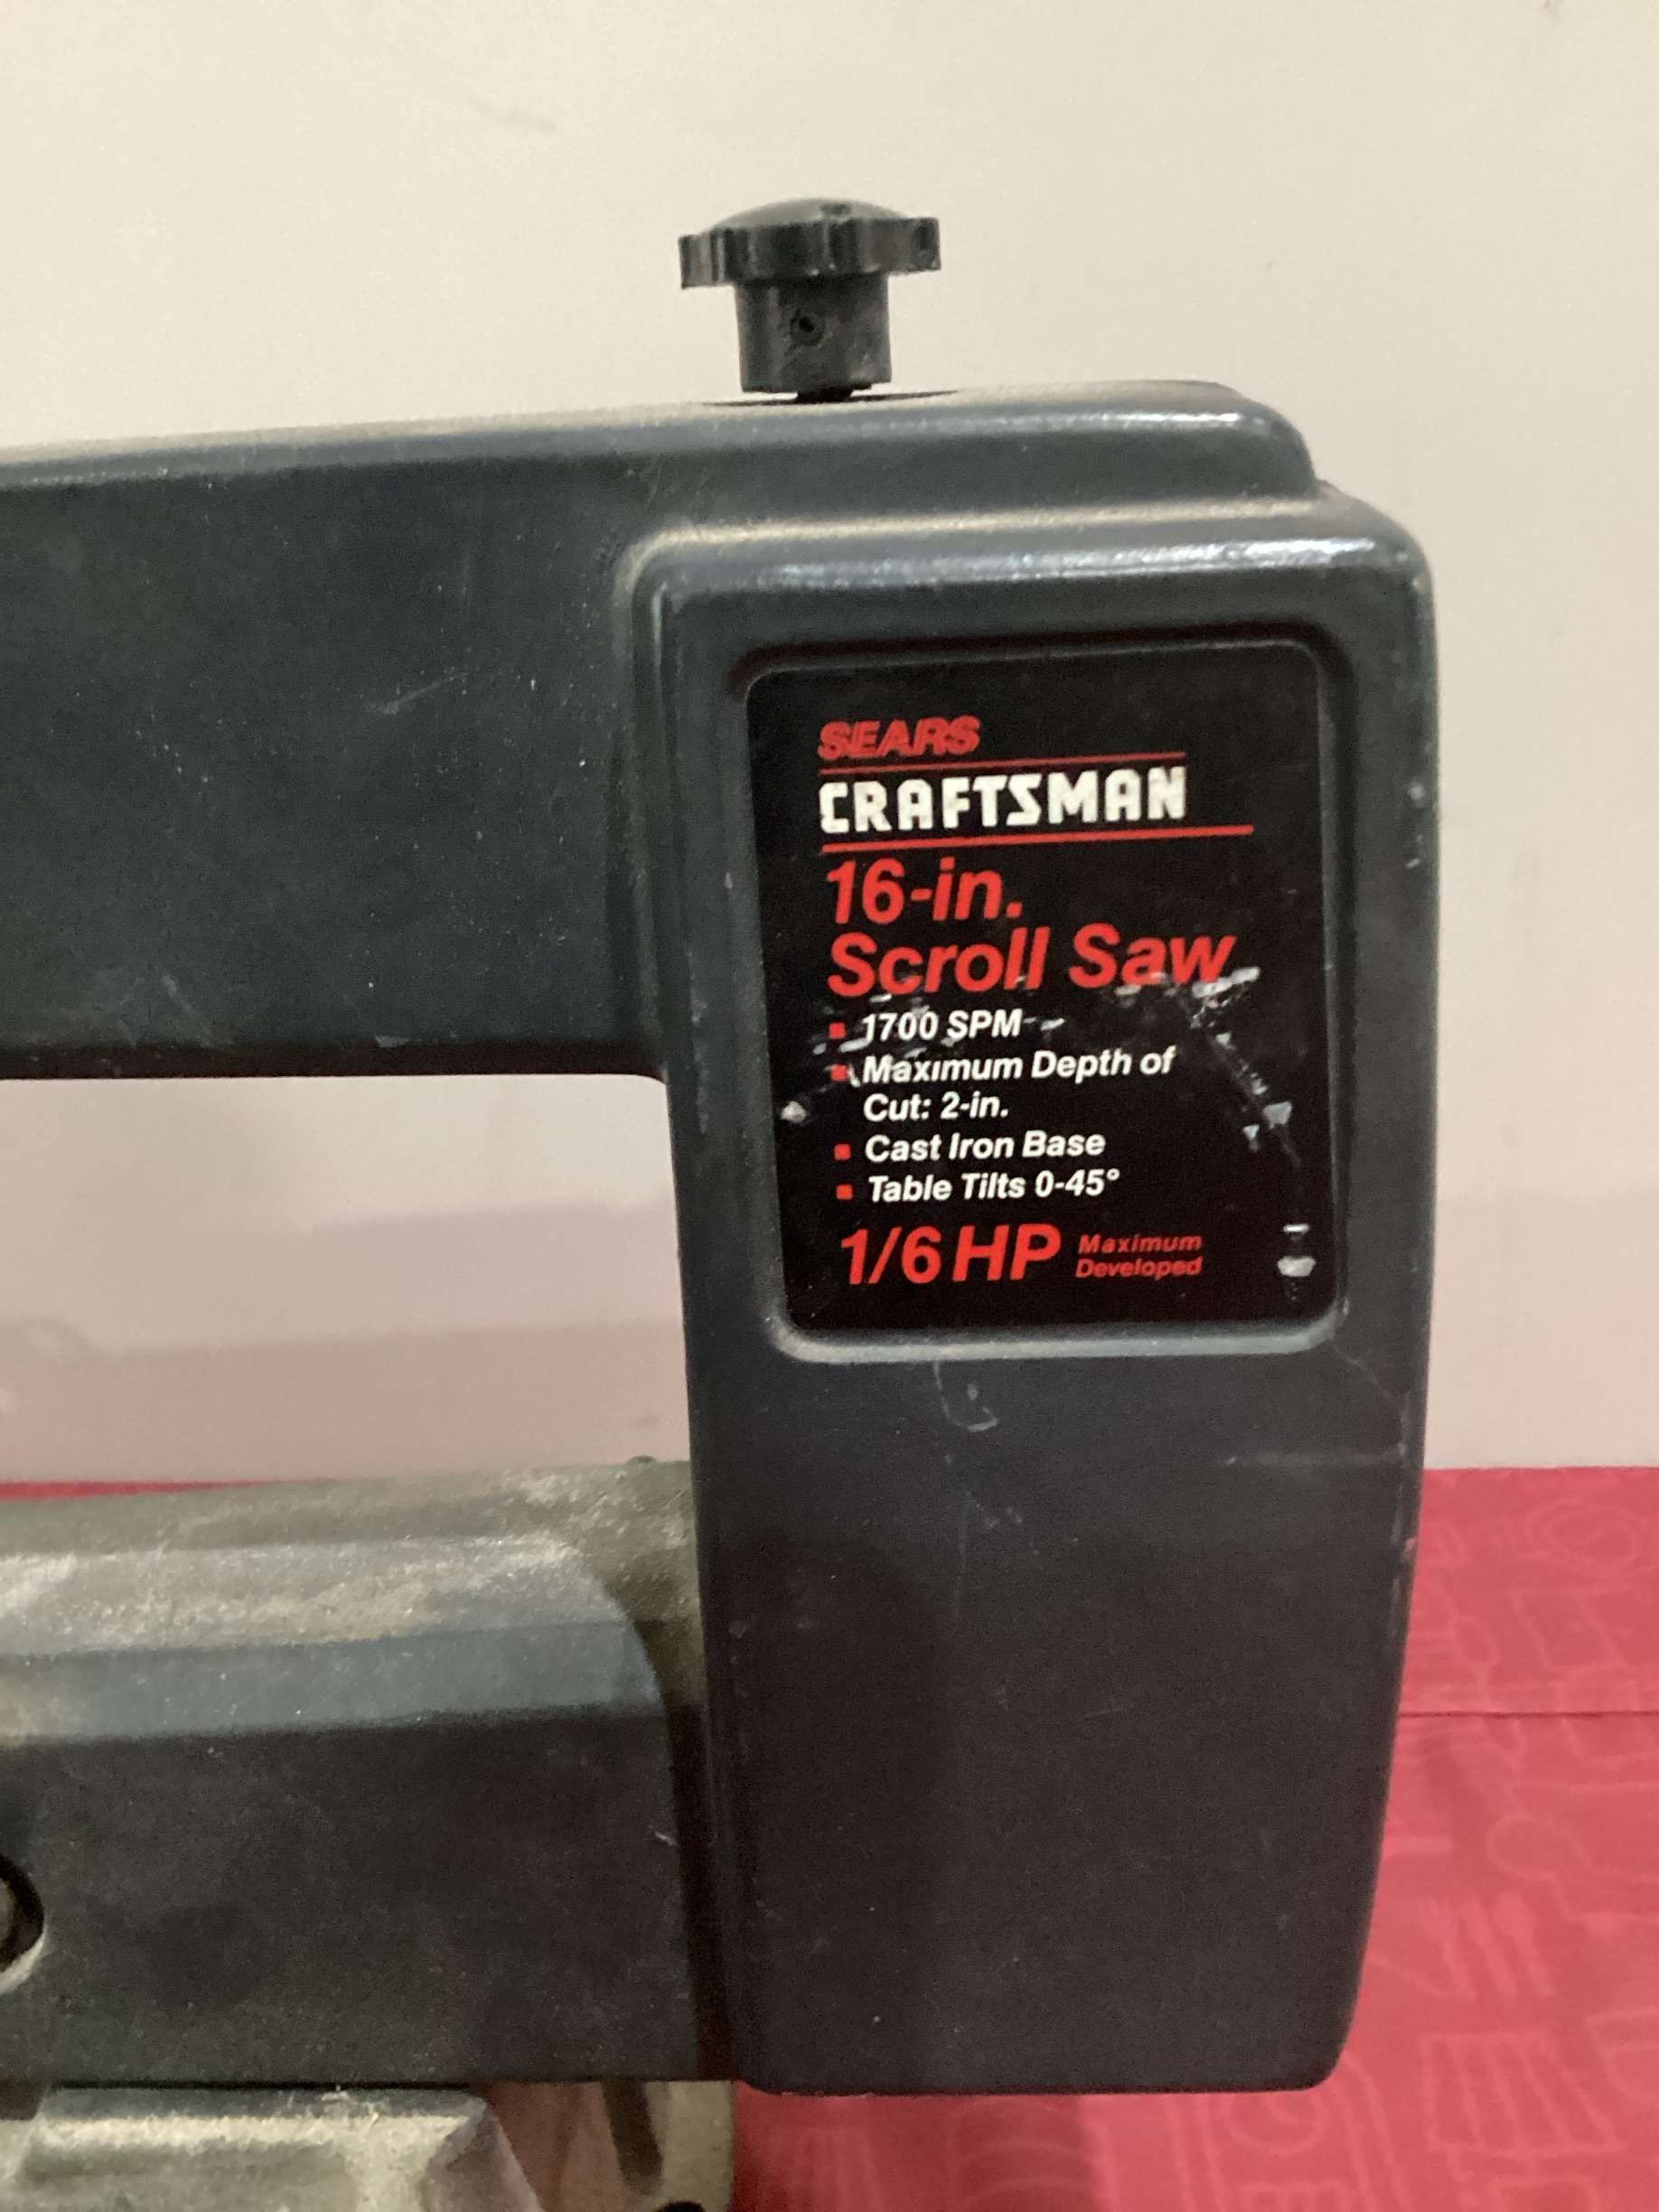 SEARS
CRAFTSMAN
16-in.
Scroll Saw
▪ 1700 SPM
▪ Maximum Depth of
Cut: 2-in.
▪ Cast Iron Base
▪ Table Tilts 0-45°
1/6 HP Maximum
Developed